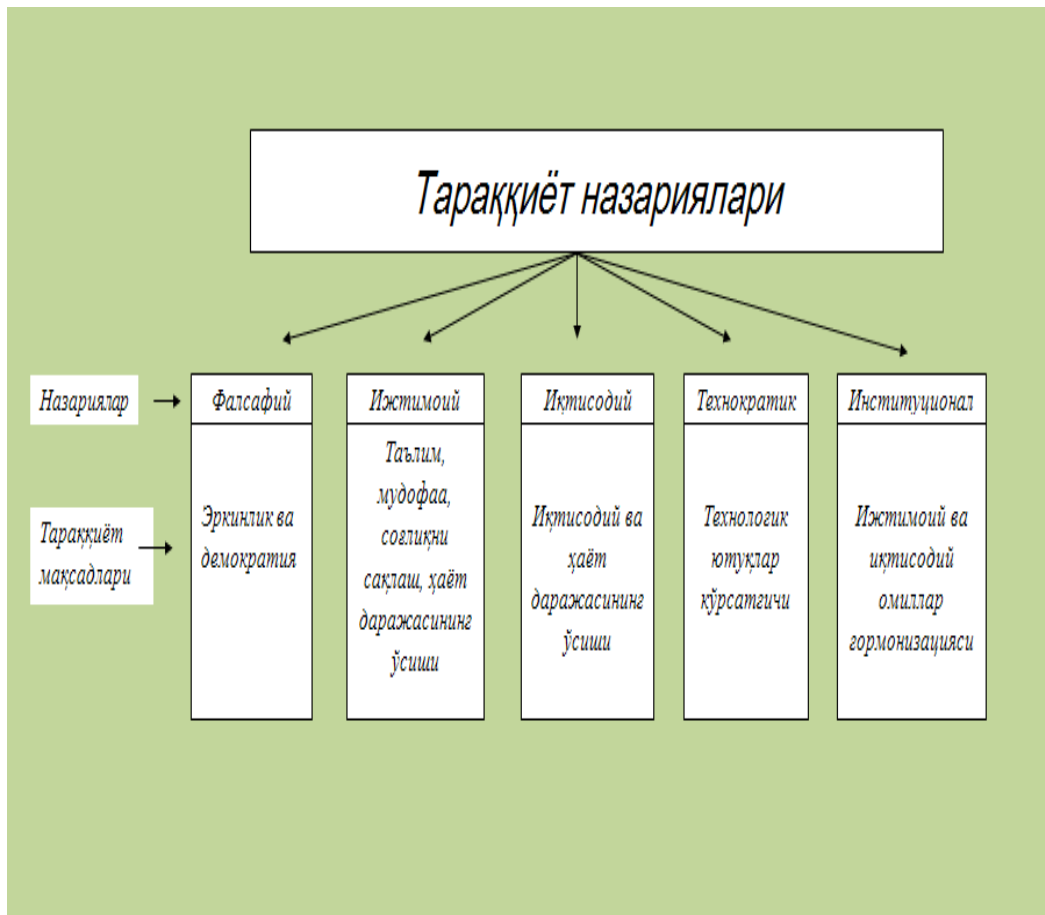 Тараққиёт назариялари
Назариялар
Фалсафий
Ижтимоий
Иқтисодий
Технократик
Институционал
Тараққиёт
мақсадлари
Эркинлик ва
демократия
Таълим,
мудофаа,
соғлиқни
сақлаш, ҳаёт
даражасининг
ўсиши
Иқтисодий ва
ҳаёт
даражасининг
ўсиши
Технологик
ютуқлар
кўрсатгичи
Ижтимоий ва
иқтисодий
омиллар
гормонизацияси